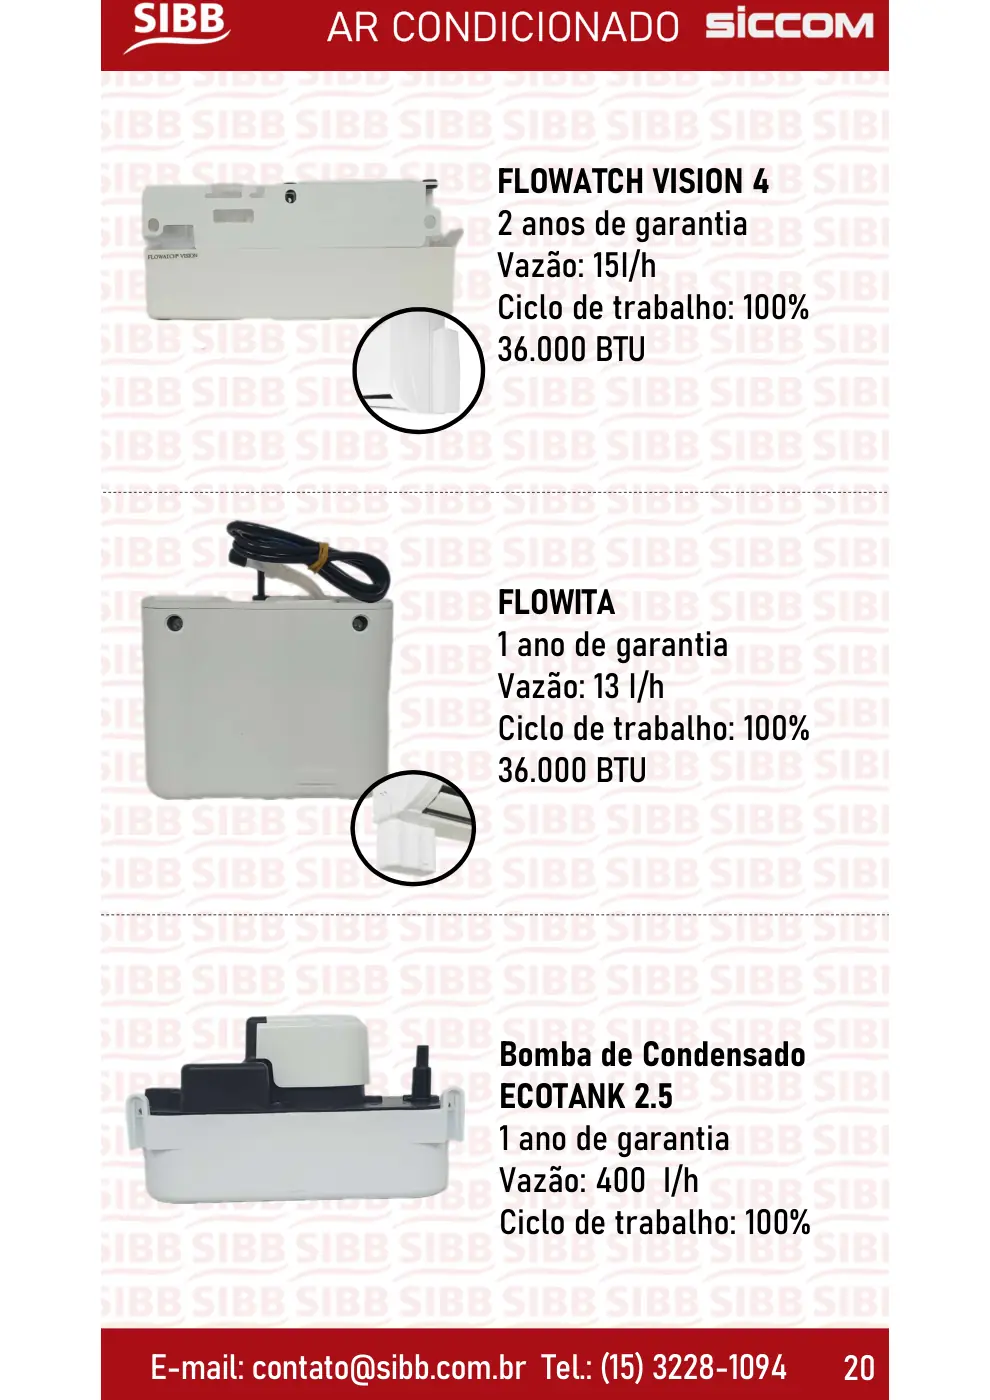 SIBB
AR CONDICIONADO
SICCOM
FLOWATCH VISION 4
2 anos de garantia
Vazão: 15l/h
Ciclo de trabalho: 100%
36.000 BTU
FLOWATCH® VISION
FLOWITA
1 ano de garantia
Vazão: 13 l/h
Ciclo de trabalho: 100%
36.000 BTU
Bomba de Condensado
ECOTANK 2.5
1 ano de garantia
Vazão: 400 l/h
Ciclo de trabalho: 100%
E-mail: contato@sibb.com.br Tel.: (15) 3228-1094
20